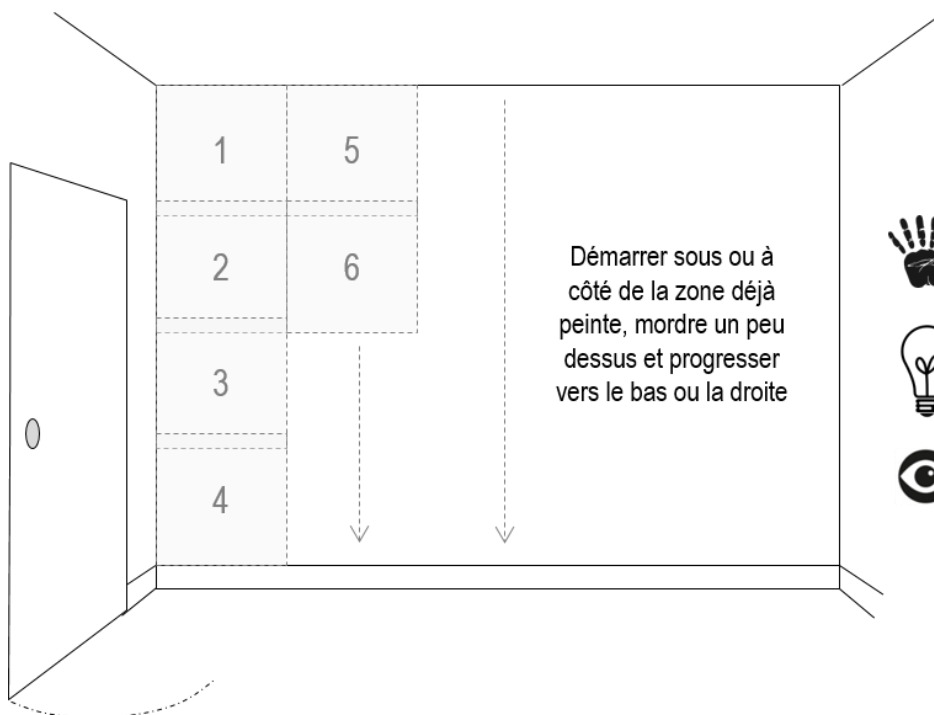 1
5
2
6
3
4
Démarrer sous ou à
côté de la zone déjà
peinte, mordre un peu
dessus et progresser
vers le bas ou la droite